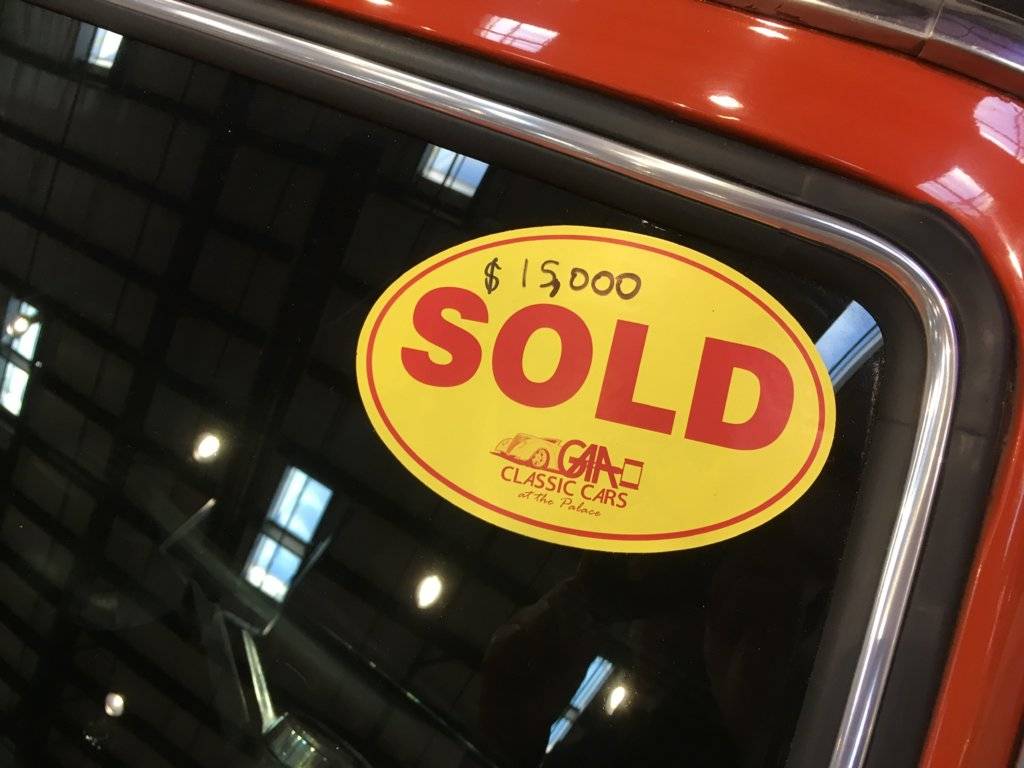 $ 15,000
SOLD
GAA
CLASSIC CARS
at the Palace